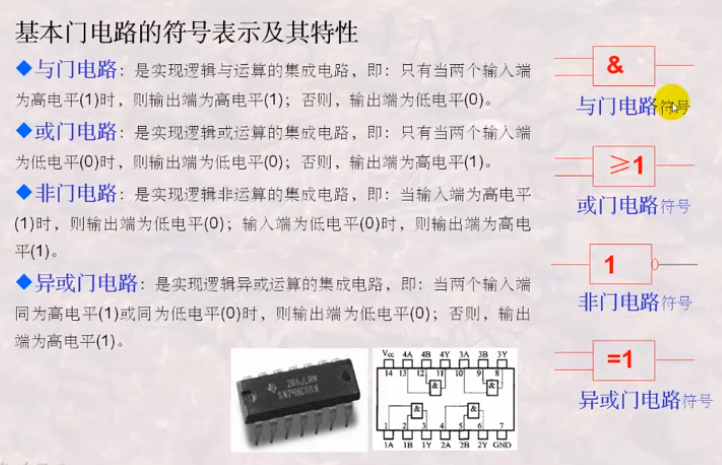 基本门电路的符号表示及其特性
◆与门电路：是实现逻辑与运算的集成电路，即：只有当两个输入端
为高电平(1)时，则输出端为高电平(1)；否则，输出端为低电平(0)。
◆或门电路：是实现逻辑或运算的集成电路，即：只有当两个输入端
为低电平(0)时，则输出端为低电平(0)；否则，输出端为高电平(1)。
◆非门电路：是实现逻辑非运算的集成电路，即：当输入端为高电平
(1)时，则输出端为低电平(0)；输入端为低电平(0)时，则输出端为高电
平(1)。
◆异或门电路：是实现逻辑异或运算的集成电路，即：当两个输入端
同为高电平(1)或同为低电平(0)时，则输出端为低电平(0)；否则，输出
端为高电平(1)。
&
与门电路符号
≥1
或门电路符号
1
非门电路符号
=1
异或门电路符号
Vcc 4A 4B 4Y 3A 3B 3Y
14 13 12 11 10 9 8
& &
& &
1 2 3 4 5 6 7
1A 1B 1Y 2A 2B 2Y GND